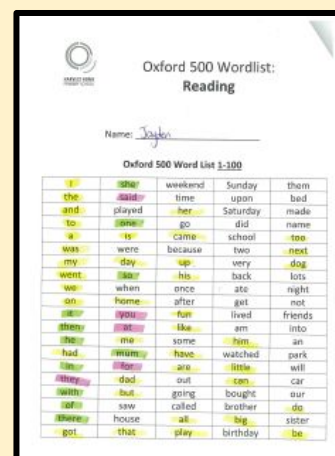 Oxford 500 Wordlist:
Reading
Name: Jayden
Oxford 500 Word List 1-100
I she weekend Sunday them
the said time upon bed
and played her Saturday made
to one go did name
a is came school too
was were because two next
my day up very dog
went so his back lots
we when once ate night
on home after get not
it you fun lived friends
then at like am into
he me some him an
had mum have watched park
in for are little will
they dad out can car
with but going bought our
of saw called brother do
there house all big sister
got that play birthday be